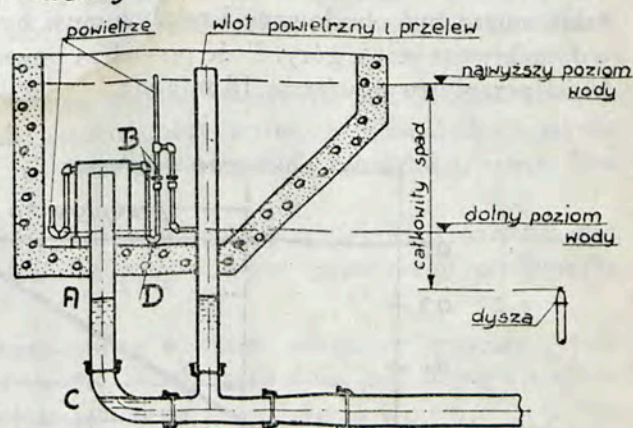 powietrze
wlot powietrzny i przelew
najwyższy poziom
wody
B
całkowity spad
dolny poziom
wody
A
D
dysza
C